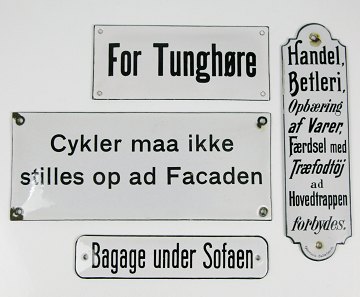 For Tunghøre
Cykler maa ikke
stilles op ad Facaden
Bagage under Sofaen
Handel,
Betleri,
Opbæring
af Varer,
Færdsel med
Træfodtöj
ad
Hovedtrappen
forbydes.